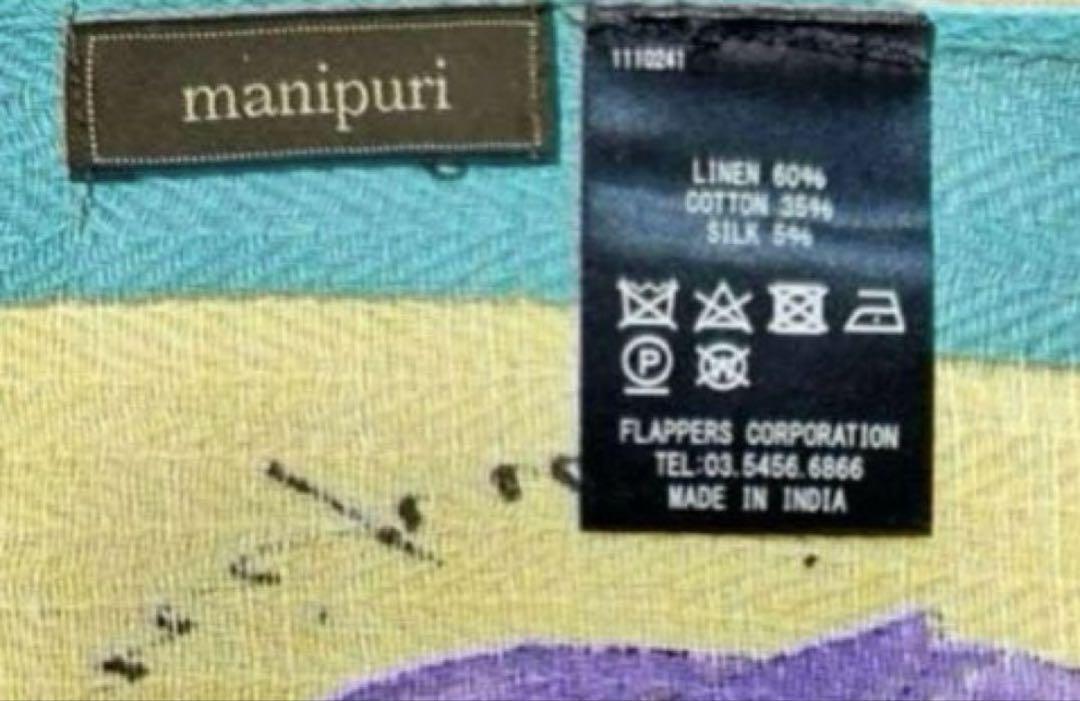 manipuri
1110241
LINEN 60%
COTTON 35%
SILK 5%
P W
FLAPPERS CORPORATION
TEL:03.5456.6866
MADE IN INDIA